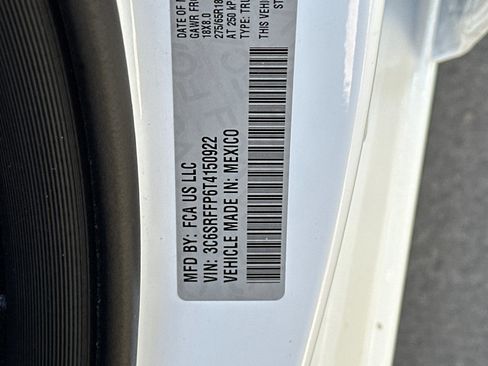 MFD BY: FCA US LLC
VIN: 3C6SRFFP6T4150922
VEHICLE MADE IN: MEXICO
DATE OF
GAWR
18X8.0
275/65R18
AT 250 KP
TYPE: TRU
THIS VEHI